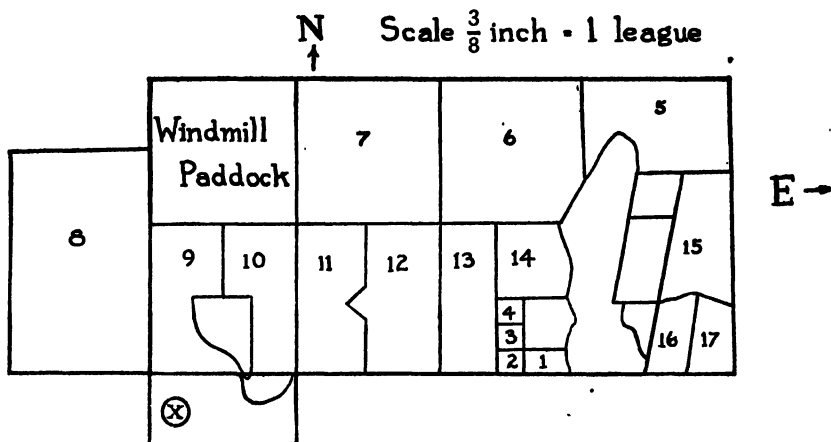 N Scale 3/8 inch = 1 league
5
Windmill 7 6
Paddock
E
8 9 10 11 12 13 14 15
4
3 16 17
2 1
X